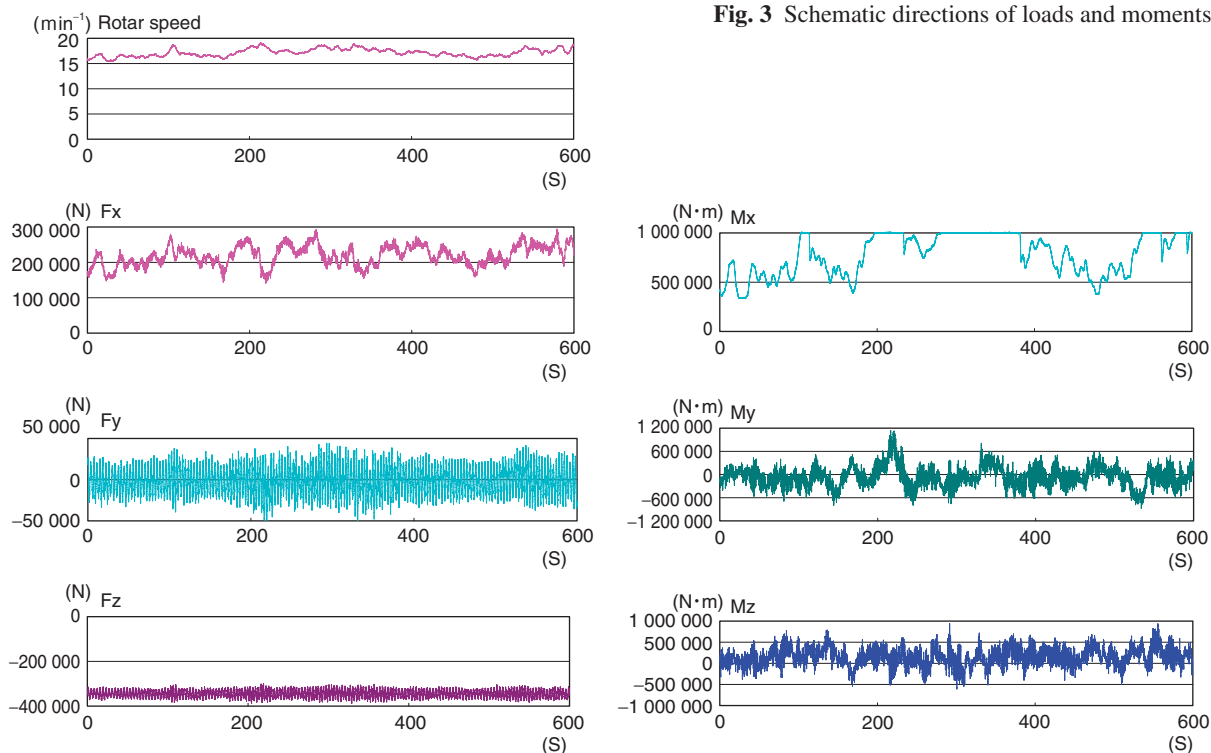 Fig. 3 Schematic directions of loads and moments
(min⁻¹) Rotar speed
20
15
10
5
0
0 200 400 600
(S)
(N) Fx
300 000
200 000
100 000
0
0 200 400 600
(S)
(N·m) Mx
1 000 000
500 000
0
0 200 400 600
(S)
(N) Fy
50 000
0
−50 000
0 200 400 600
(S)
(N·m) My
1 200 000
600 000
0
−600 000
−1 200 000
0 200 400 600
(S)
(N) Fz
0
−200 000
−400 000
0 200 400 600
(S)
(N·m) Mz
1 000 000
500 000
0
−500 000
−1 000 000
0 200 400 600
(S)